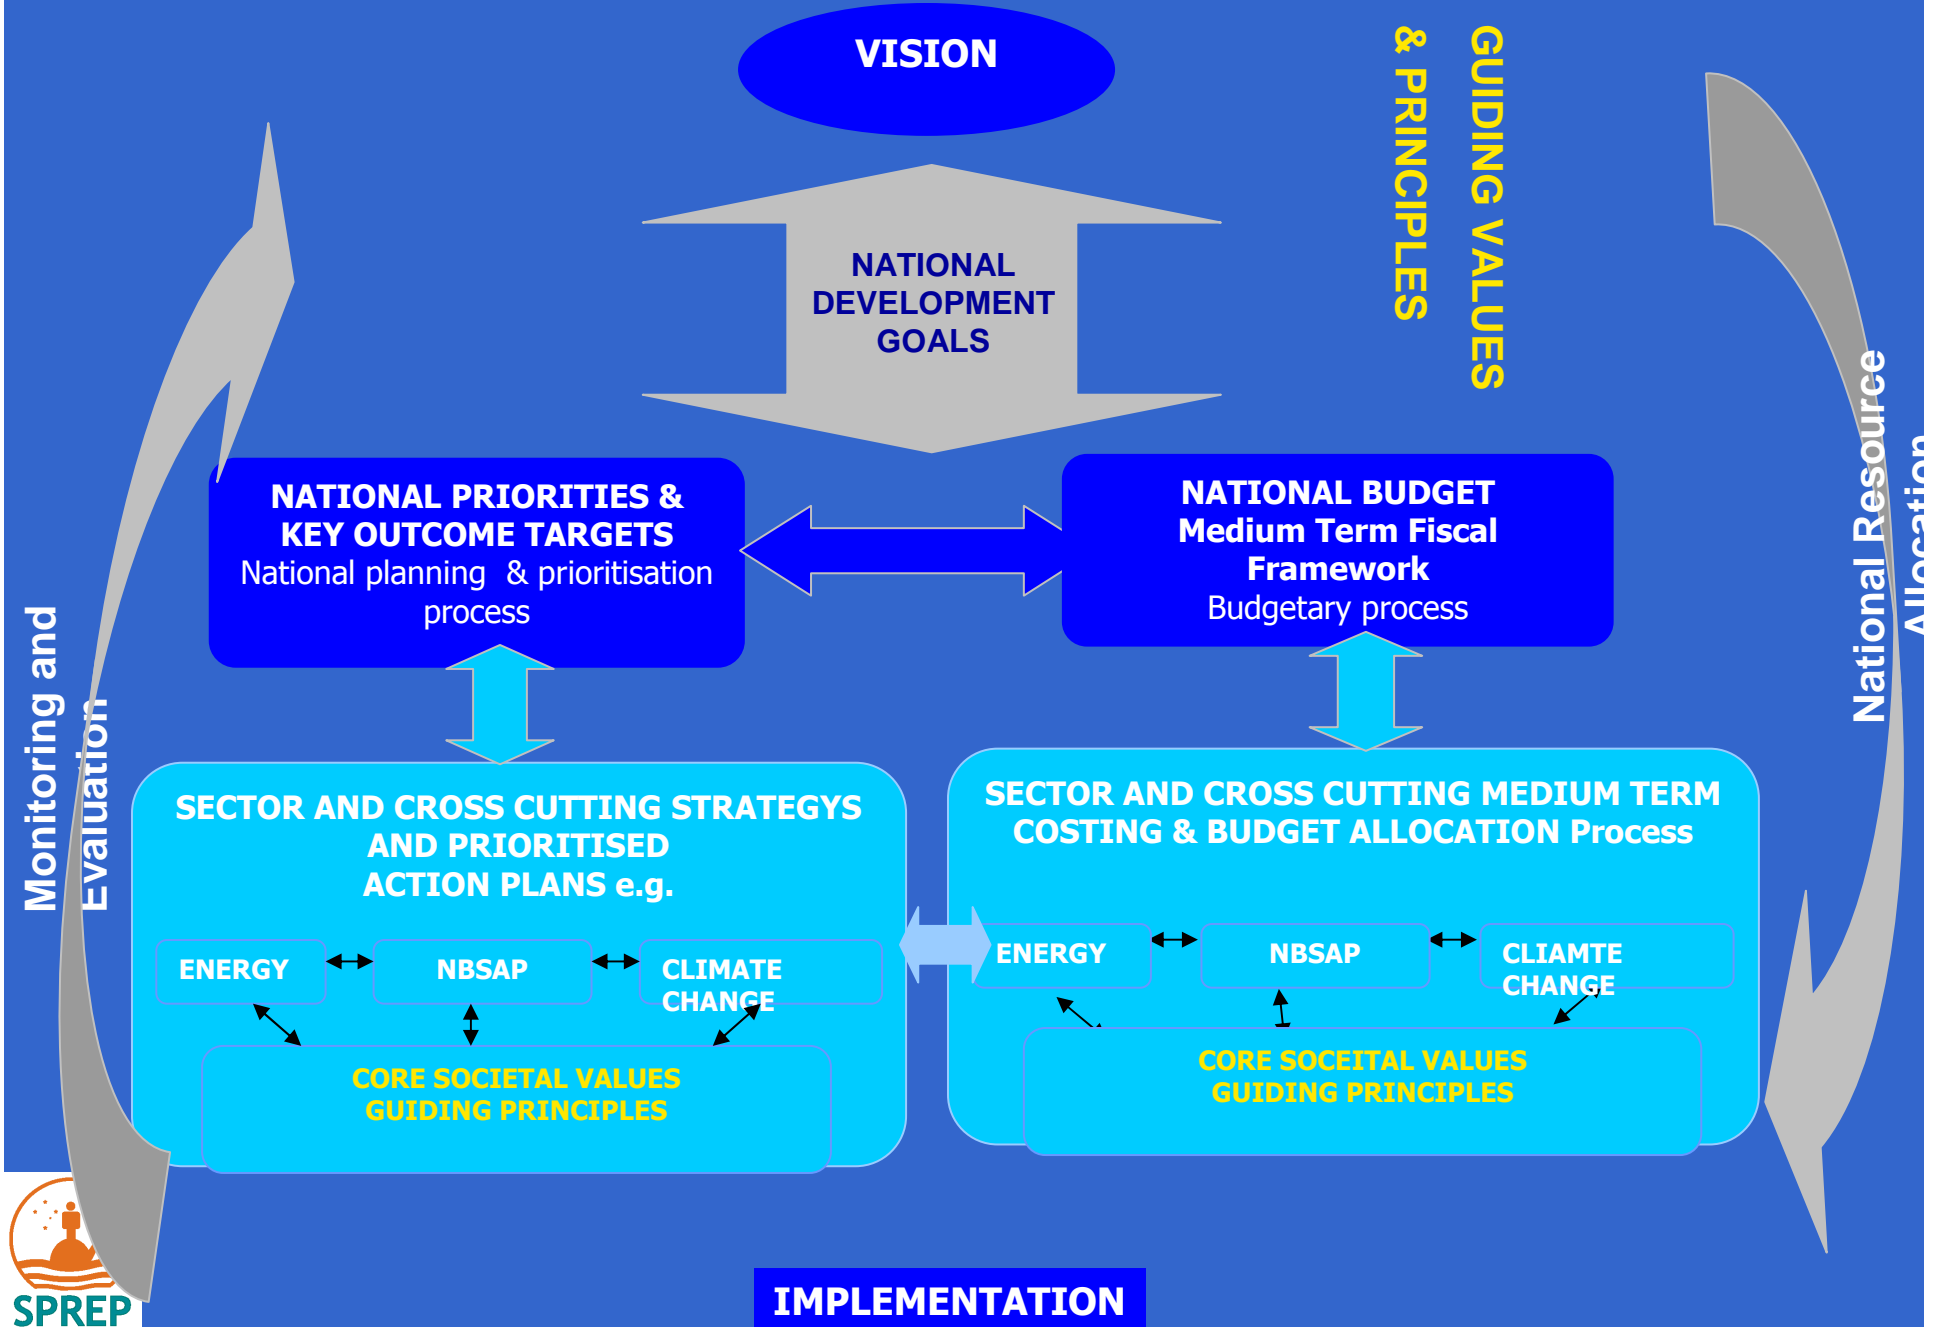 VISION
GUIDING VALUES
& PRINCIPLES
NATIONAL
DEVELOPMENT
GOALS
NATIONAL PRIORITIES &
KEY OUTCOME TARGETS
National planning & prioritisation
process
NATIONAL BUDGET
Medium Term Fiscal
Framework
Budgetary process
National Resource
Allocation
Monitoring and
Evaluation
SECTOR AND CROSS CUTTING STRATEGYS
AND PRIORITISED
ACTION PLANS e.g.
ENERGY
NBSAP
CLIMATE
CHANGE
CORE SOCIETAL VALUES
GUIDING PRINCIPLES
SECTOR AND CROSS CUTTING MEDIUM TERM
COSTING & BUDGET ALLOCATION Process
ENERGY
NBSAP
CLIAMTE
CHANGE
CORE SOCEITAL VALUES
GUIDING PRINCIPLES
SPREP
IMPLEMENTATION